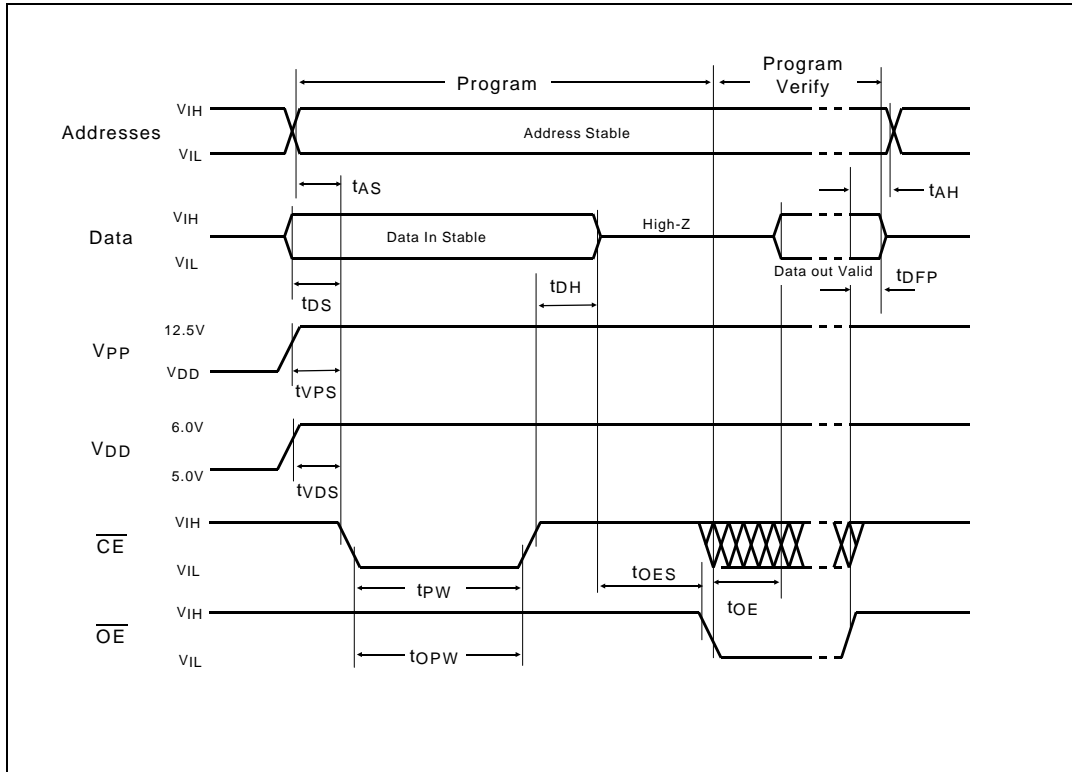 Program
Program
Verify
Addresses
VIH
VIL
Address Stable
tAS
tAH
Data
VIH
VIL
Data In Stable
High-Z
Data out Valid
tDS
tDH
tDFP
VPP
12.5V
VDD
tVPS
VDD
6.0V
5.0V
tVDS
CE
VIH
VIL
tPW
tOES
tOE
OE
VIH
VIL
tOPW